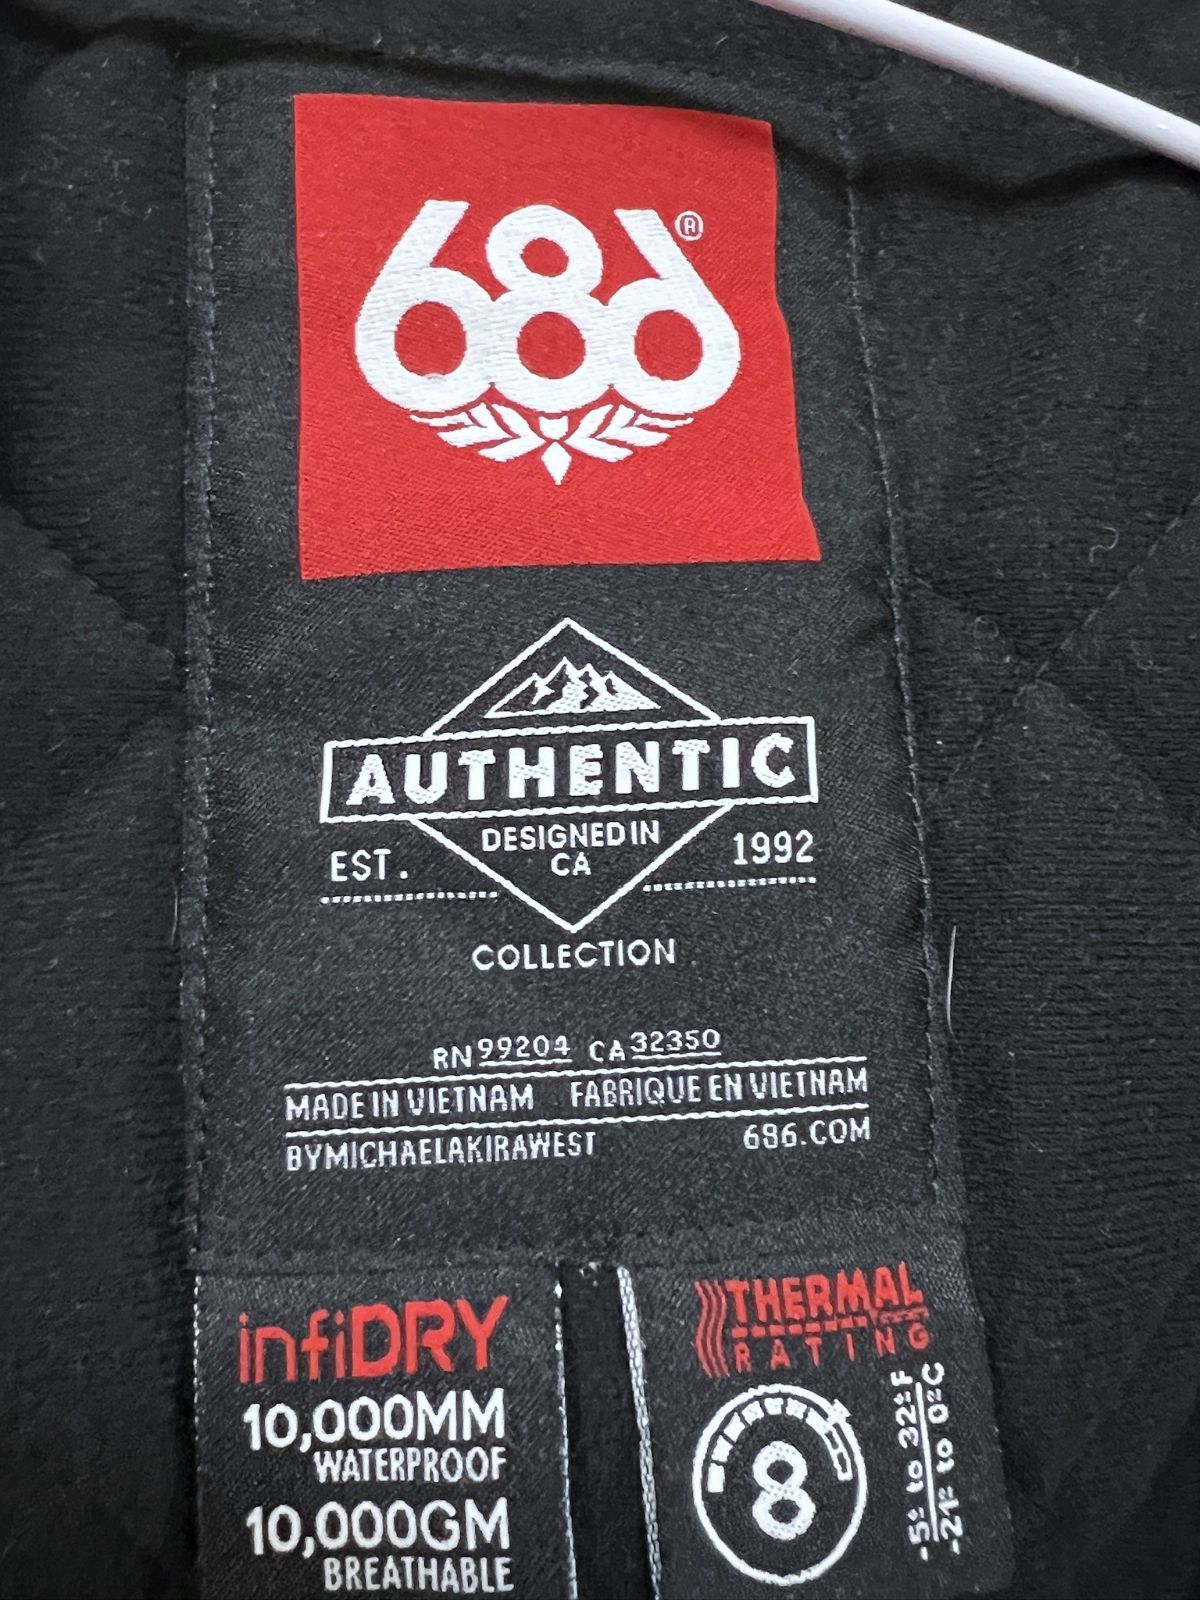 686®
AUTHENTIC
DESIGNED IN
CA
EST. 1992
COLLECTION
RN 99204 CA 32350
MADE IN VIETNAM FABRIQUE EN VIETNAM
BYMICHAELAKIRAWEST 686.COM
infiDRY
10,000MM
WATERPROOF
10,000GM
BREATHABLE
THERMAL
RATING
8
-5° to 32° F
-21° to 0° C